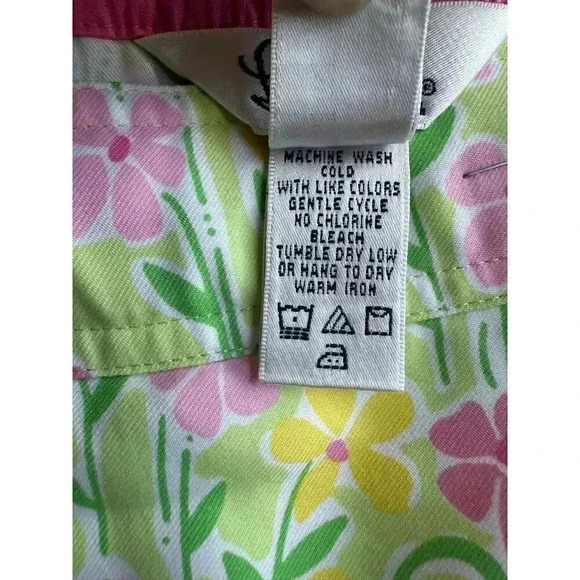 ®
MACHINE WASH
COLD
WITH LIKE COLORS
GENTLE CYCLE
NO CHLORINE
BLEACH
TUMBLE DRY LOW
OR HANG TO DRY
WARM IRON